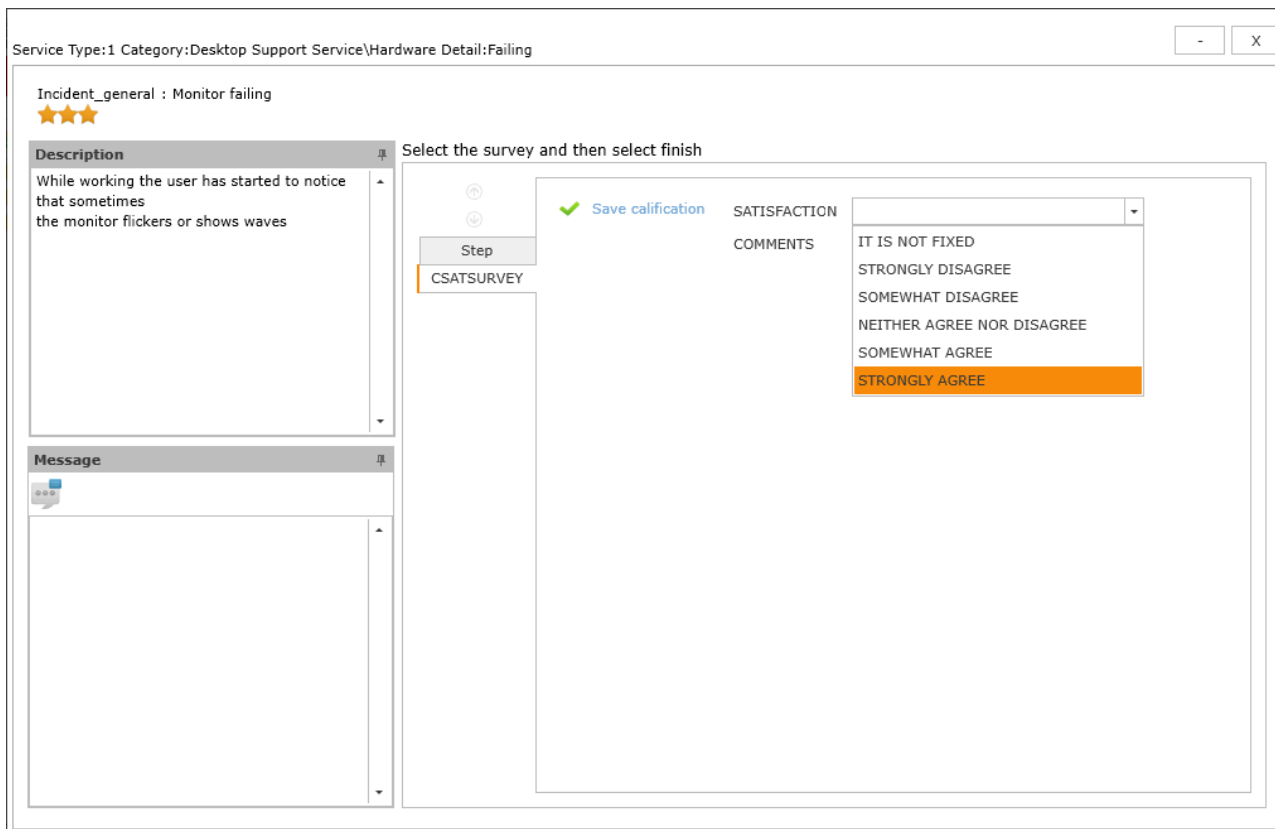 - X
Service Type:1 Category:Desktop Support Service\Hardware Detail:Failing
Incident_general : Monitor failing
Description
While working the user has started to notice
that sometimes
the monitor flickers or shows waves
Message
Select the survey and then select finish
Step
CSATSURVEY
Save calification
SATISFACTION
COMMENTS
IT IS NOT FIXED
STRONGLY DISAGREE
SOMEWHAT DISAGREE
NEITHER AGREE NOR DISAGREE
SOMEWHAT AGREE
STRONGLY AGREE